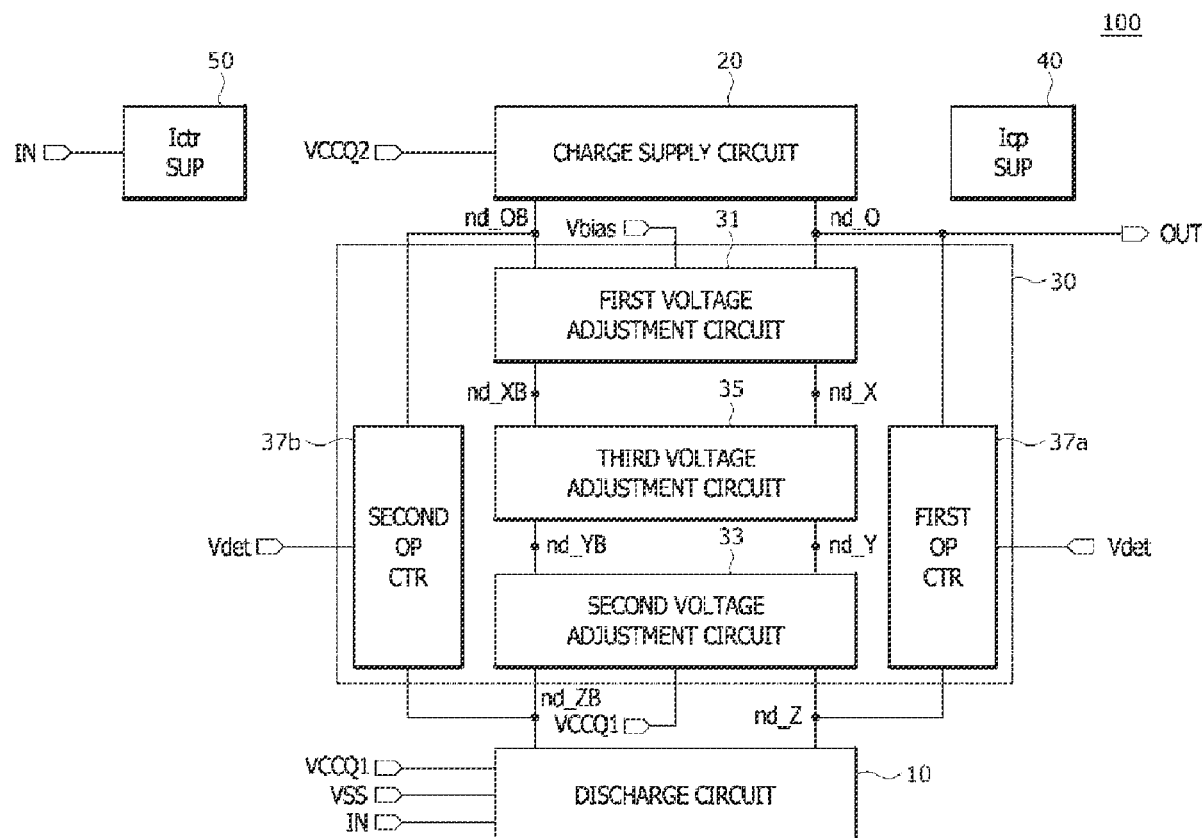 100
50
20
40
IN
Ictr
SUP
VCCQ2
CHARGE SUPPLY CIRCUIT
Icp
SUP
nd_OB
Vbias
31
nd_O
OUT
30
FIRST VOLTAGE
ADJUSTMENT CIRCUIT
nd_XB
35
nd_X
37b
37a
THIRD VOLTAGE
ADJUSTMENT CIRCUIT
SECOND
OP
CTR
FIRST
OP
CTR
Vdet
nd_YB
33
nd_Y
Vdet
SECOND VOLTAGE
ADJUSTMENT CIRCUIT
nd_ZB
VCCQ1
nd_Z
VCCQ1
VSS
IN
DISCHARGE CIRCUIT
10